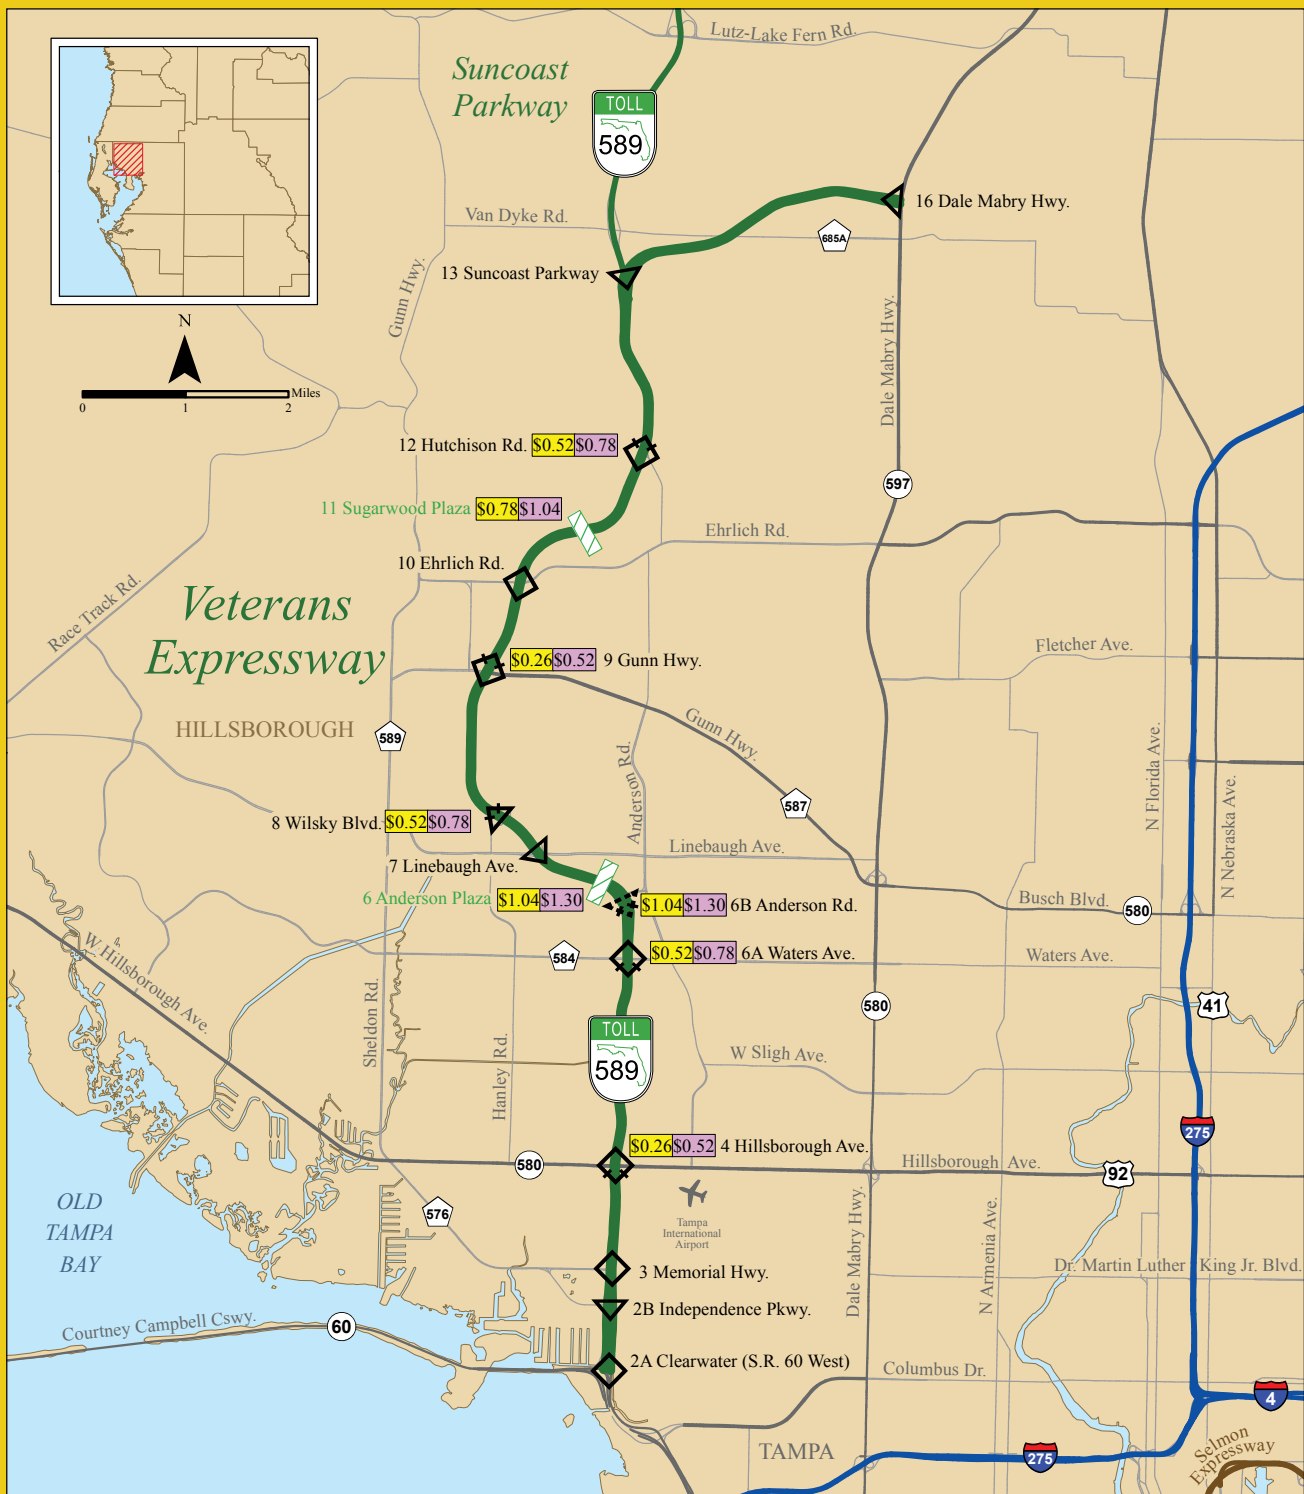 Lutz-Lake Fern Rd.
Suncoast
Parkway
TOLL
589
16 Dale Mabry Hwy.
Van Dyke Rd.
685A
13 Suncoast Parkway
Gunn Hwy.
N
Miles
0
1
2
Dale Mabry Hwy.
12 Hutchison Rd. $0.52 $0.78
597
11 Sugarwood Plaza $0.78 $1.04
Ehrlich Rd.
10 Ehrlich Rd.
Race Track Rd.
Veterans
Expressway
Fletcher Ave.
$0.26 $0.52 9 Gunn Hwy.
HILLSBOROUGH
589
Gunn Hwy.
Anderson Rd.
587
N Florida Ave.
N Nebraska Ave.
8 Wilsky Blvd. $0.52 $0.78
Linebaugh Ave.
7 Linebaugh Ave.
6 Anderson Plaza $1.04 $1.30
$1.04 $1.30 6B Anderson Rd.
Busch Blvd.
580
W Hillsborough Ave.
584
$0.52 $0.78 6A Waters Ave.
Waters Ave.
580
41
Sheldon Rd.
Hanley Rd.
TOLL
589
W Sligh Ave.
275
$0.26 $0.52 4 Hillsborough Ave.
580
Hillsborough Ave.
92
OLD
TAMPA
BAY
576
Tampa
International
Airport
Dale Mabry Hwy.
N Armenia Ave.
3 Memorial Hwy.
Dr. Martin Luther King Jr. Blvd.
2B Independence Pkwy.
Courtney Campbell Cswy.
60
2A Clearwater (S.R. 60 West)
Columbus Dr.
4
TAMPA
275
Selmon
Expressway